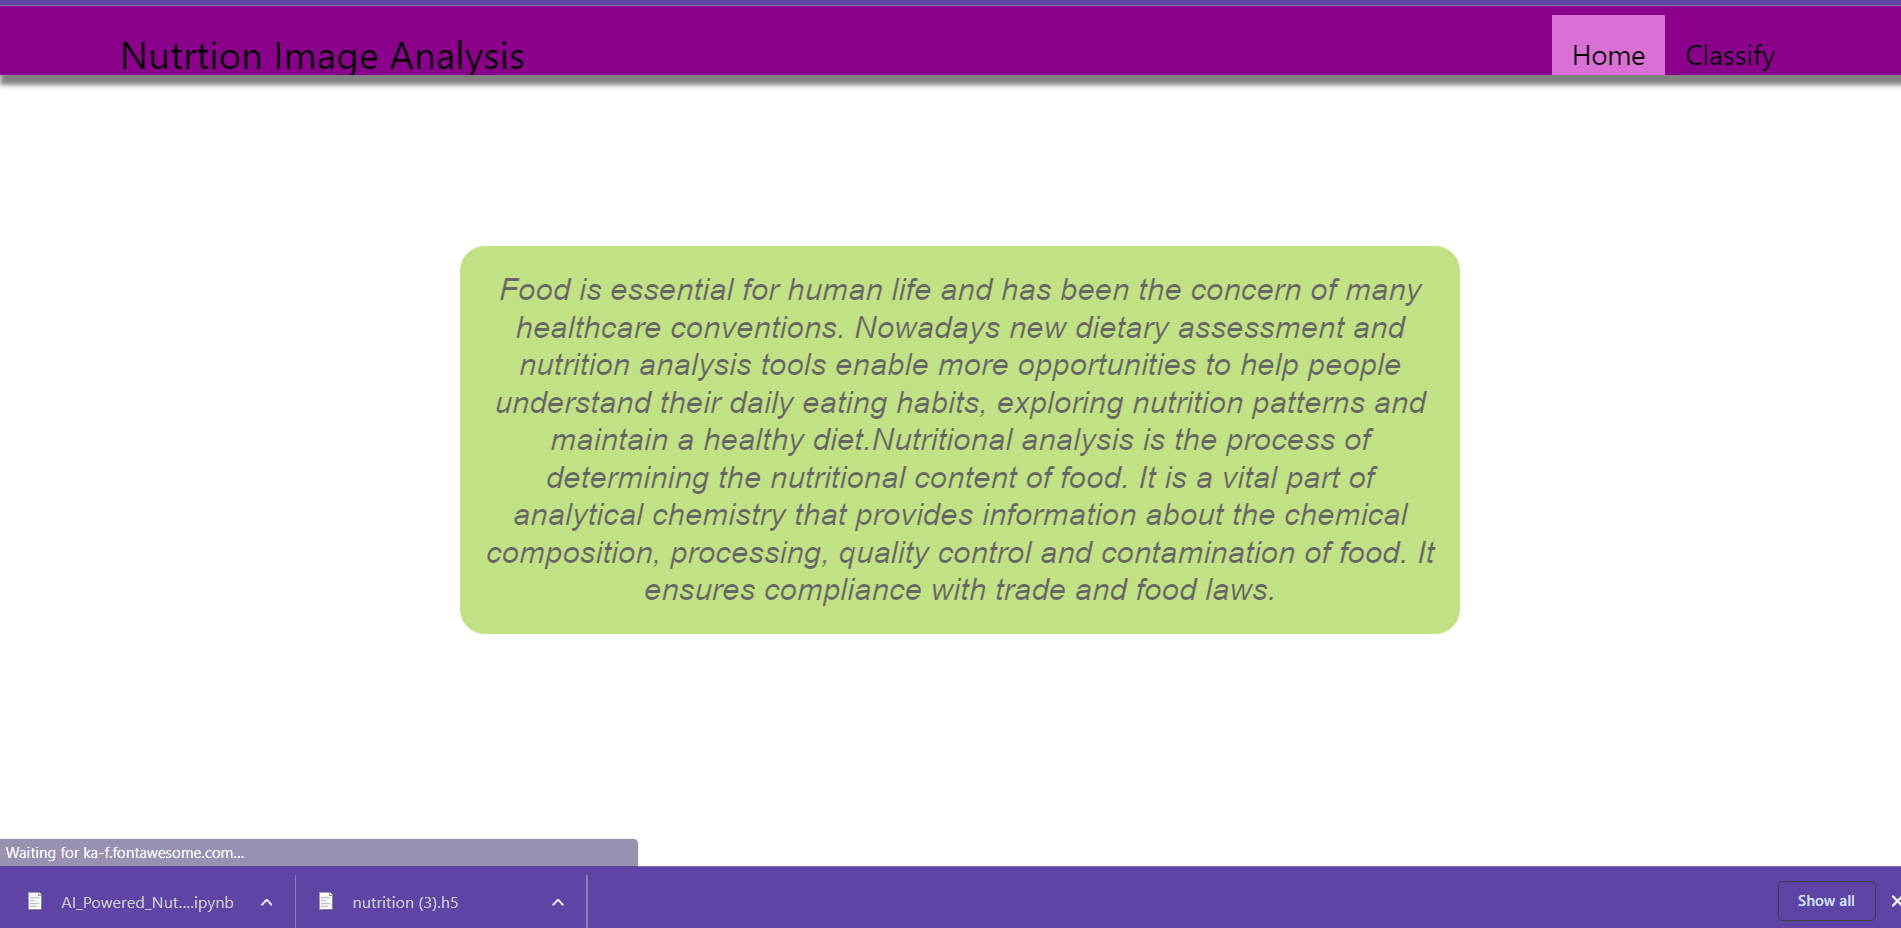 Nutrtion Image Analysis
Home
Classify
Food is essential for human life and has been the concern of many
healthcare conventions. Nowadays new dietary assessment and
nutrition analysis tools enable more opportunities to help people
understand their daily eating habits, exploring nutrition patterns and
maintain a healthy diet.Nutritional analysis is the process of
determining the nutritional content of food. It is a vital part of
analytical chemistry that provides information about the chemical
composition, processing, quality control and contamination of food. It
ensures compliance with trade and food laws.
Waiting for ka-f.fontawesome.com...
AI_Powered_Nut....ipynb
nutrition (3).h5
Show all